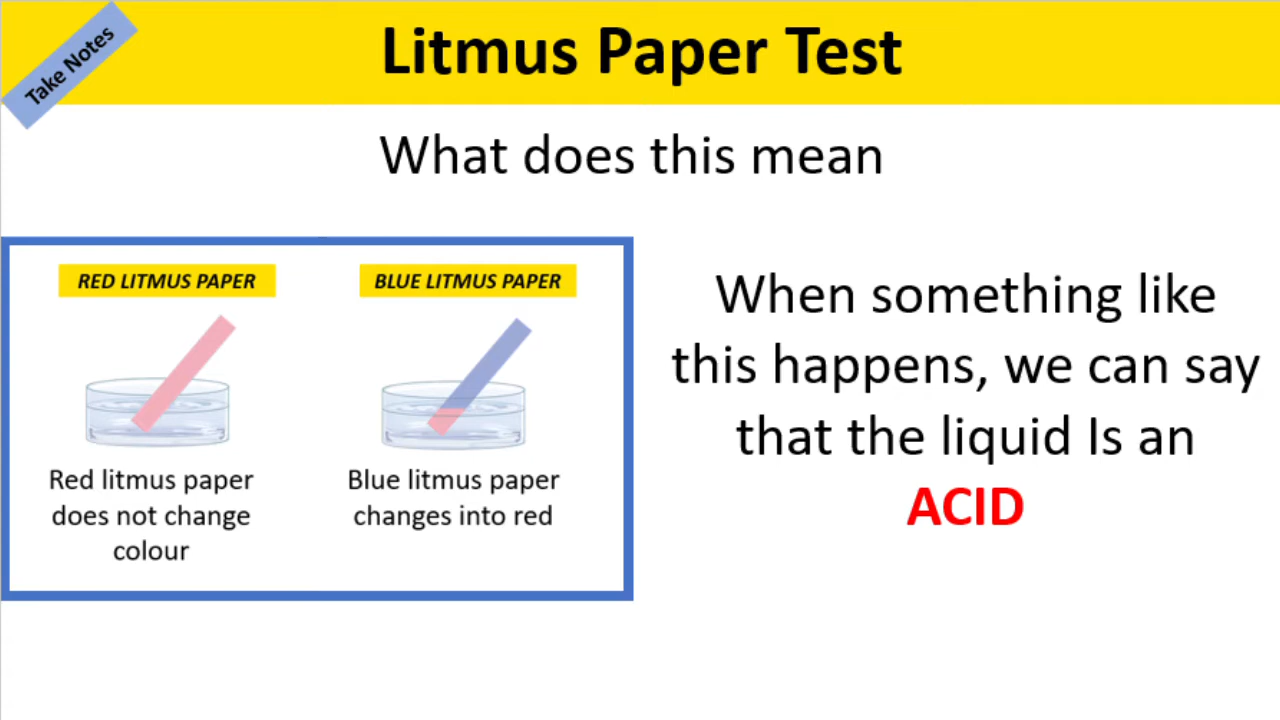 Take Notes
Litmus Paper Test
What does this mean
RED LITMUS PAPER
BLUE LITMUS PAPER
Red litmus paper
does not change
colour
Blue litmus paper
changes into red
When something like
this happens, we can say
that the liquid Is an
ACID